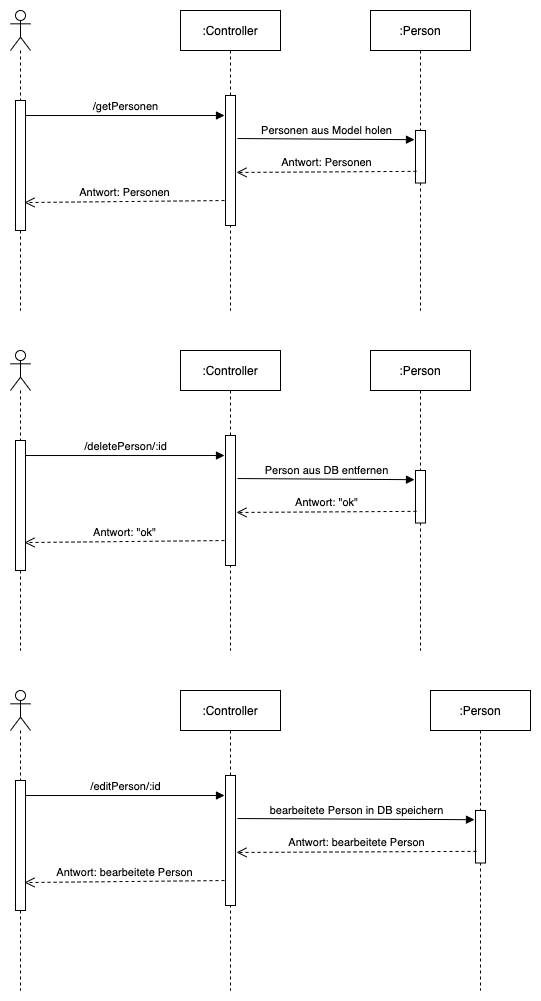 :Controller
:Person
/getPersonen
Personen aus Model holen
Antwort: Personen
Antwort: Personen
:Controller
:Person
/deletePerson/:id
Person aus DB entfernen
Antwort: "ok"
Antwort: "ok"
:Controller
:Person
/editPerson/:id
bearbeitete Person in DB speichern
Antwort: bearbeitete Person
Antwort: bearbeitete Person